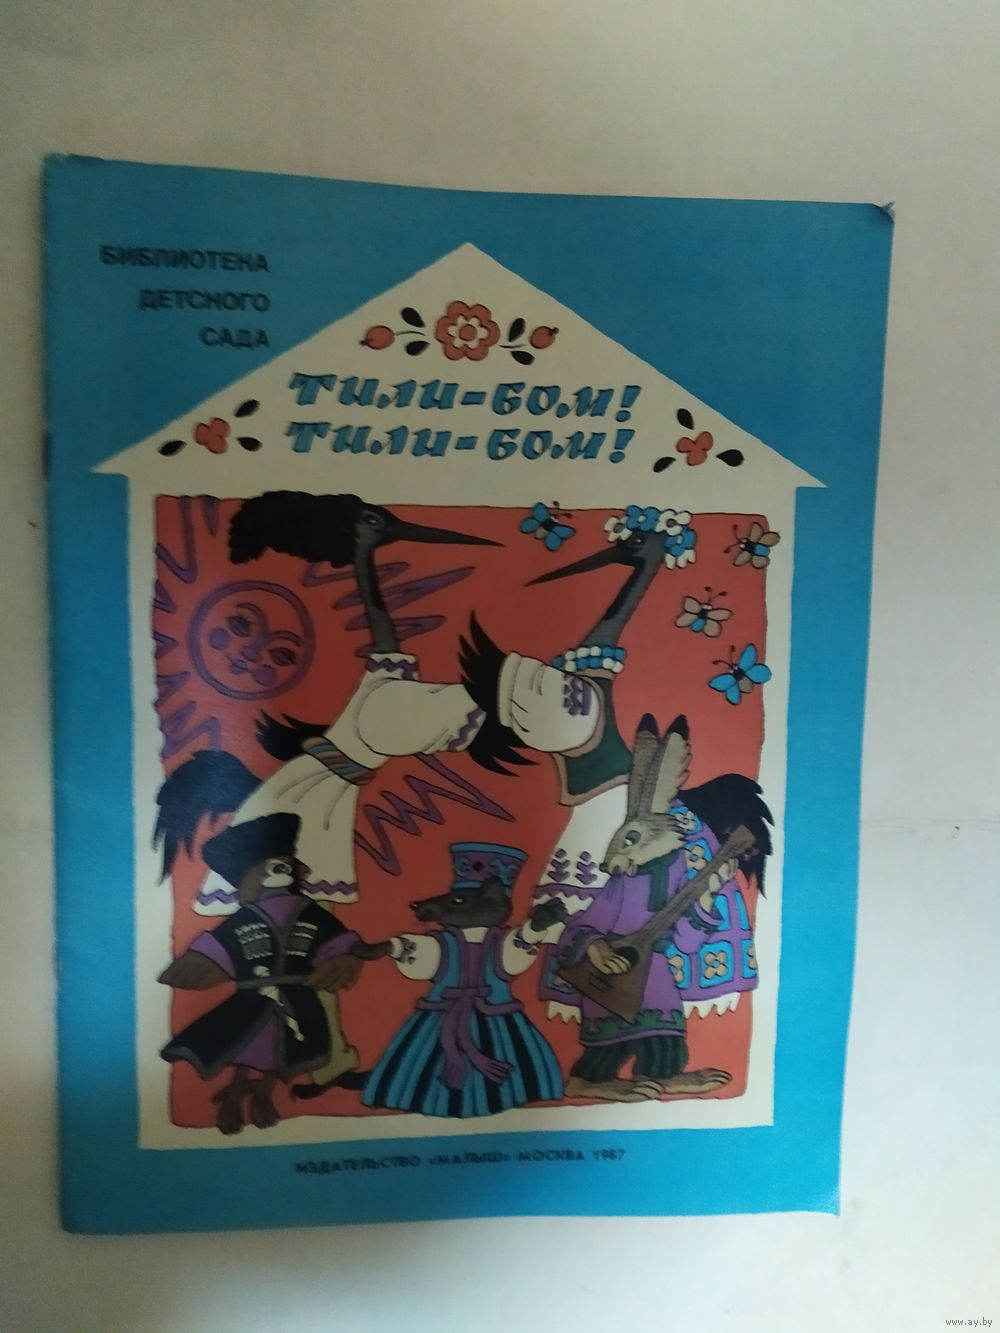 БИБЛИОТЕКА
ДЕТСКОГО
САДА
ТИЛИ-БОМ!
ТИЛИ-БОМ!
ИЗДАТЕЛЬСТВО «МАЛЫШ» МОСКВА 1987
www.ay.by